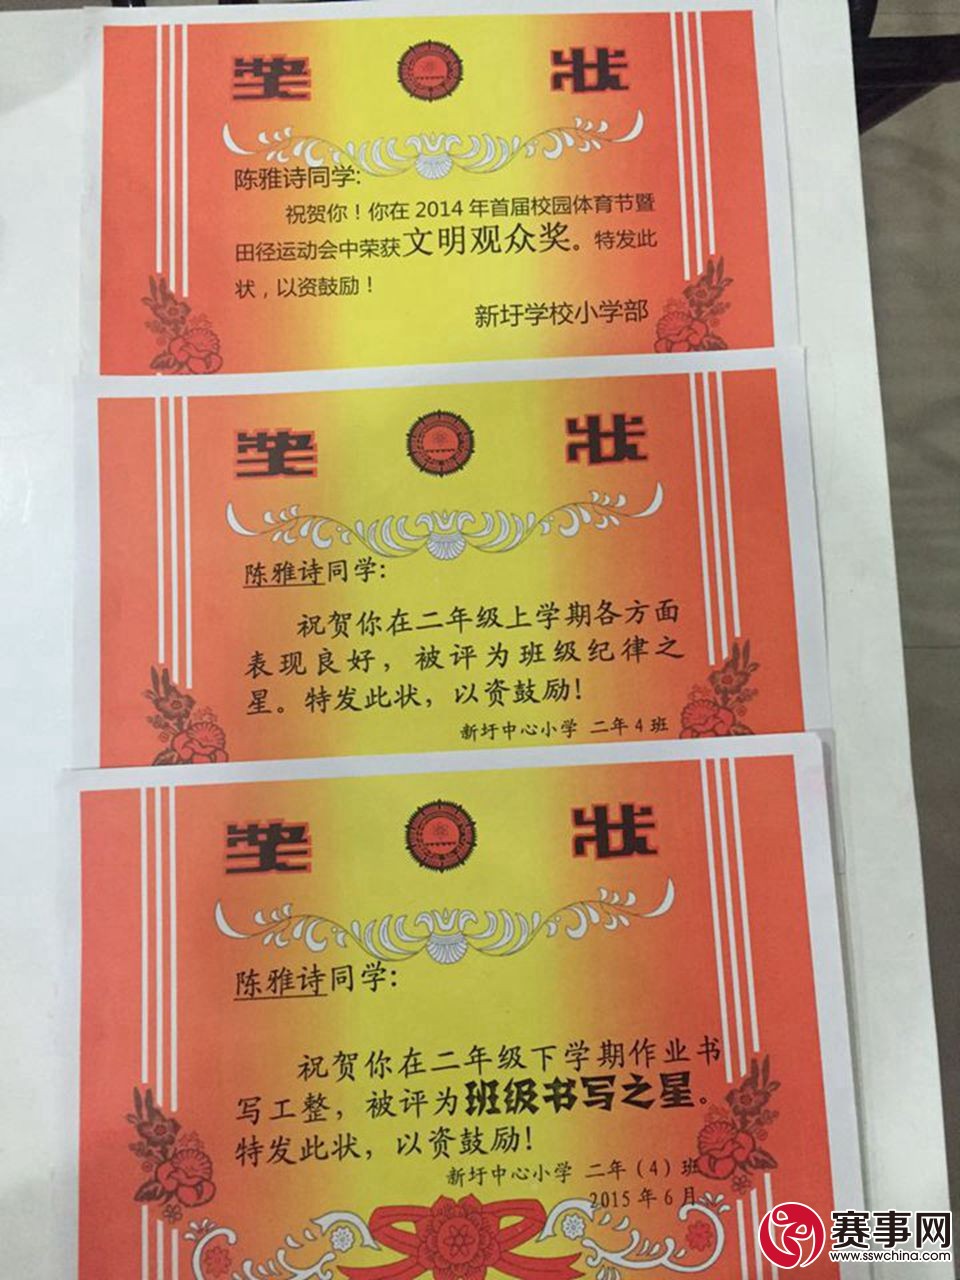 奖 状
陈雅诗同学:
祝贺你！你在 2014 年首届校园体育节暨
田径运动会中荣获文明观众奖。特发此
状，以资鼓励！
新圩学校小学部
奖 状
陈雅诗同学:
祝贺你在二年级上学期各方面
表现良好，被评为班级纪律之
星。特发此状，以资鼓励!
新圩中心小学 二年 4 班
奖 状
陈雅诗同学:
祝贺你在二年级下学期作业书
写工整，被评为班级书写之星。
特发此状，以资鼓励!
新圩中心小学 二年（4）班
2015 年 6 月
赛事网
www.sswchina.com